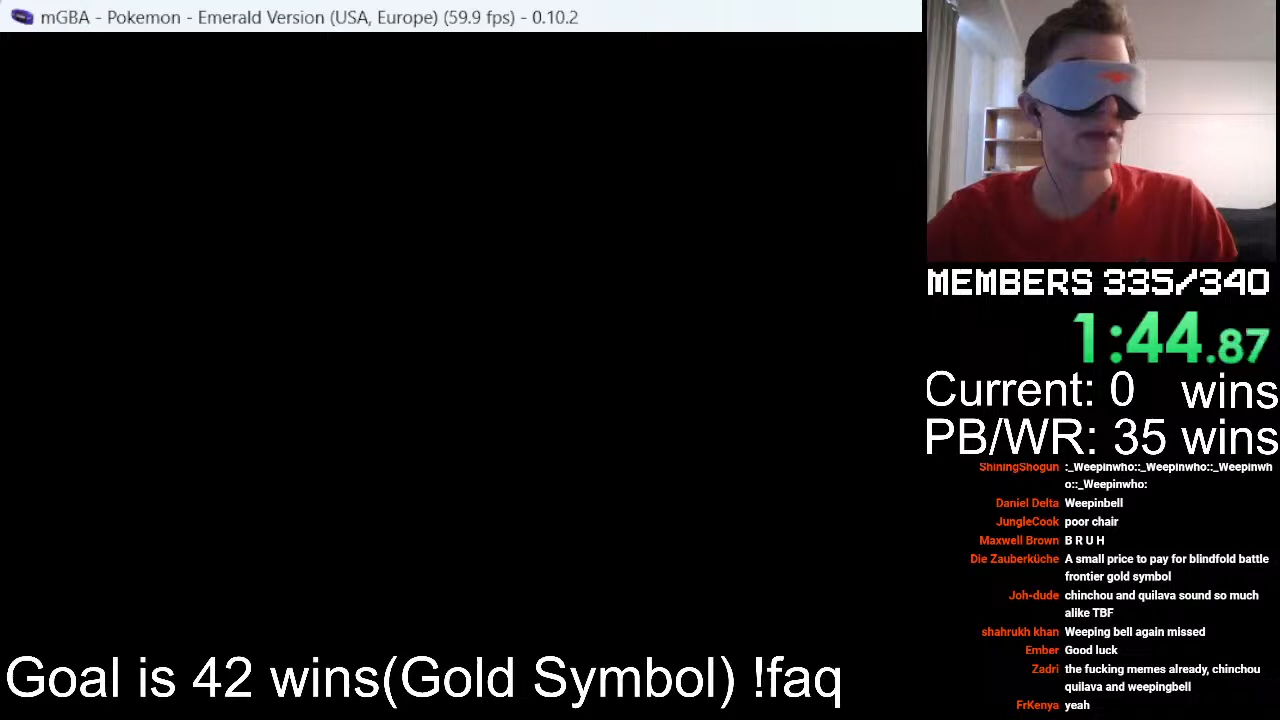 mGBA - Pokemon - Emerald Version (USA, Europe) (59.9 fps) - 0.10.2
MEMBERS 335/340
1:44.87
Current: 0 wins
PB/WR: 35 wins
ShiningShogun :_Weepinwho::_Weepinwho::_Weepinwh
o::_Weepinwho:
Daniel Delta Weepinbell
JungleCook poor chair
Maxwell Brown B R U H
Die Zauberküche A small price to pay for blindfold battle
frontier gold symbol
Joh-dude chinchou and quilava sound so much
alike TBF
shahrukh khan Weeping bell again missed
Ember Good luck
Zadri the fucking memes already, chinchou
quilava and weepingbell
FrKenya yeah
Goal is 42 wins(Gold Symbol) !faq